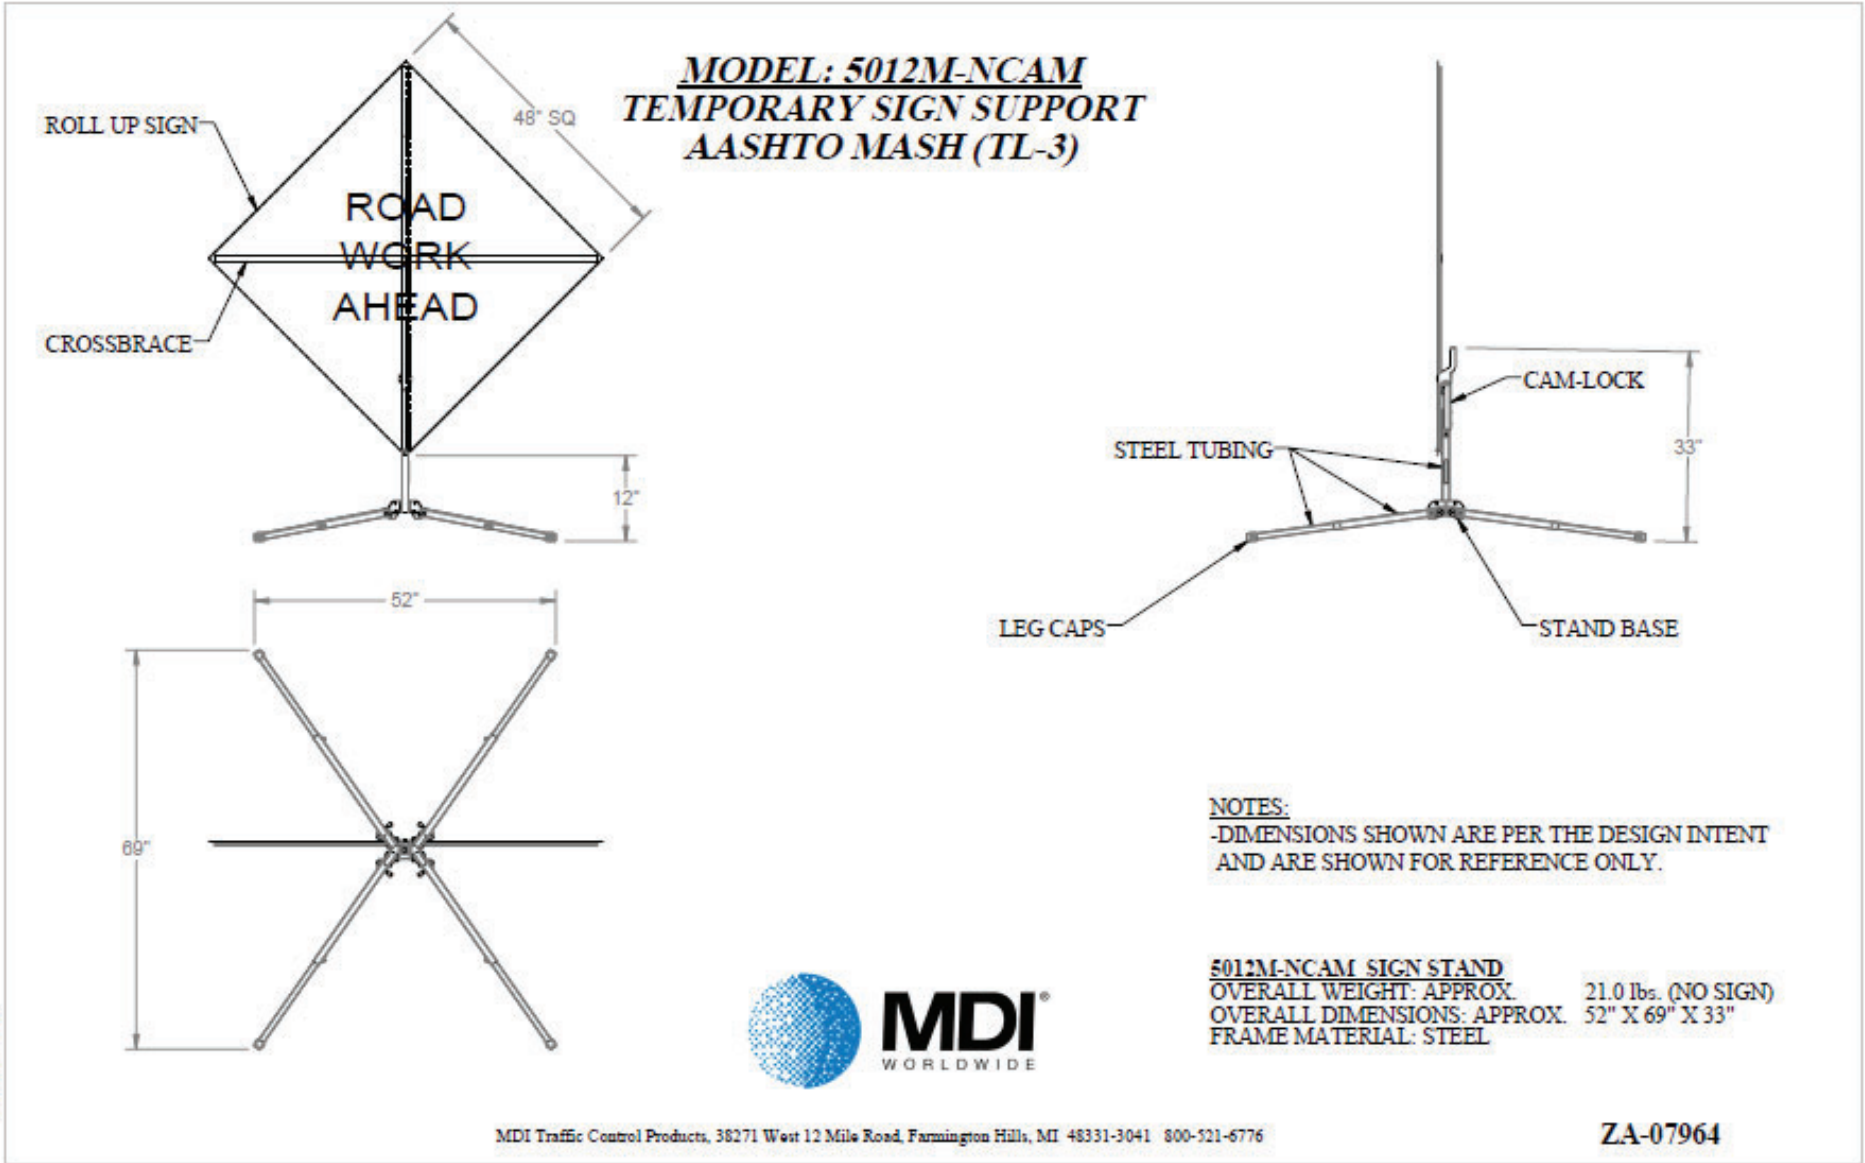 MODEL: 5012M-NCAM
TEMPORARY SIGN SUPPORT
AASHTO MASH (TL-3)
ROLL UP SIGN
48" SQ
ROAD
WORK
AHEAD
CROSSBRACE
12"
CAM-LOCK
STEEL TUBING
33"
LEG CAPS
STAND BASE
52"
69"
NOTES:
-DIMENSIONS SHOWN ARE PER THE DESIGN INTENT
AND ARE SHOWN FOR REFERENCE ONLY.
5012M-NCAM SIGN STAND
OVERALL WEIGHT: APPROX. 21.0 lbs. (NO SIGN)
OVERALL DIMENSIONS: APPROX. 52" X 69" X 33"
FRAME MATERIAL: STEEL
MDI®
WORLDWIDE
MDI Traffic Control Products, 38271 West 12 Mile Road, Farmington Hills, MI 48331-3041 800-521-6776
ZA-07964